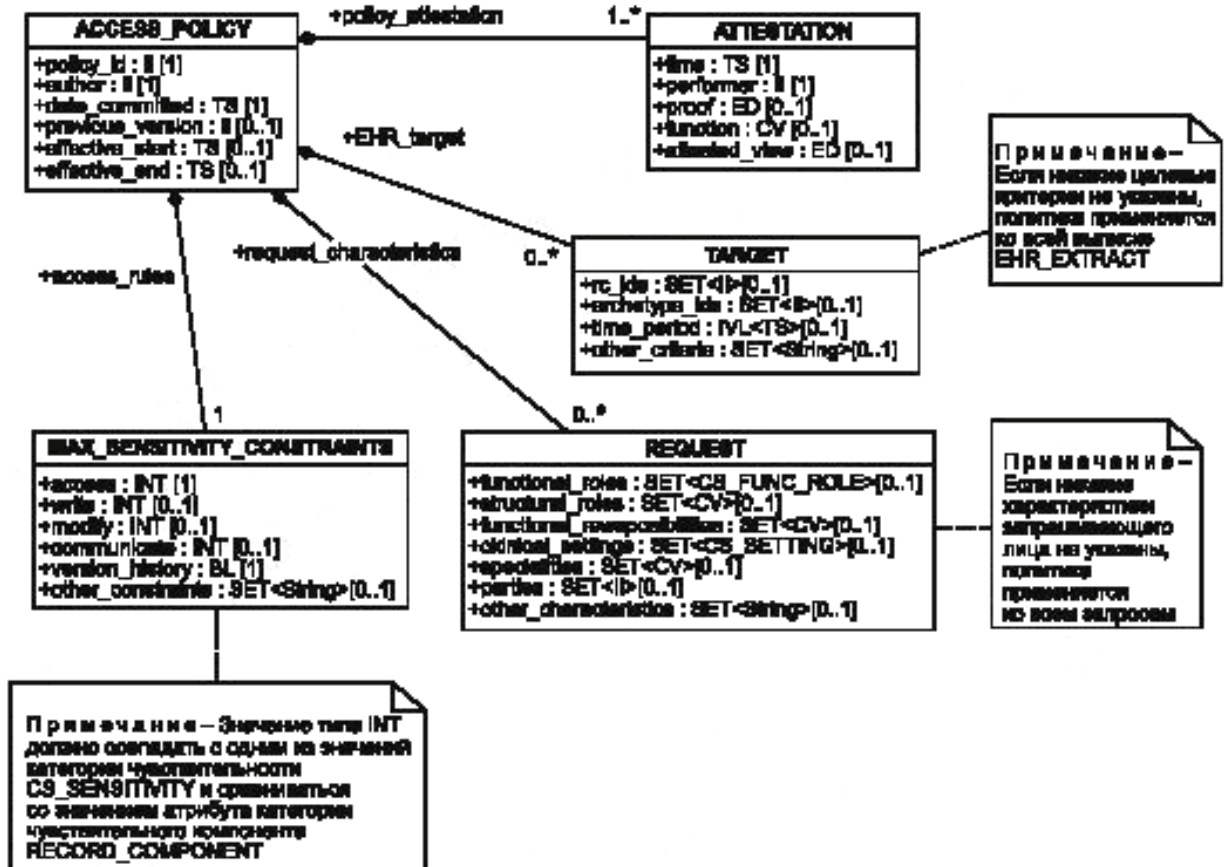 ACCESS_POLICY
+policy_id : II [1]
+author : II [1]
+date_committed : TS [1]
+previous_version : II [0..1]
+effective_start : TS [0..1]
+effective_end : TS [0..1]
+policy_attestation
1..*
ATTESTATION
+time : TS [1]
+performer : II [1]
+proof : ED [0..1]
+function : CV [0..1]
+attested_view : ED [0..1]
+EHR_target
0..*
TARGET
+rc_ids : SET<II>[0..1]
+archetype_ids : SET<II>[0..1]
+time_period : IVL<TS>[0..1]
+other_criteria : SET<String>[0..1]
Примечание –
Если никакие целевые
критерии не указаны,
политика применяется
ко всей выписке
EHR_EXTRACT
+request_characteristics
0..*
+access_rules
1
MAX_SENSITIVITY_CONSTRAINTS
+access : INT [1]
+write : INT [0..1]
+modify : INT [0..1]
+communicate : INT [0..1]
+version_history : BL [1]
+other_constraints : SET<String>[0..1]
REQUEST
+functional_roles : SET<CS_FUNC_ROLE>[0..1]
+structural_roles : SET<CV>[0..1]
+functional_responsibilities : SET<CV>[0..1]
+clinical_settings : SET<CS_SETTING>[0..1]
+specialities : SET<CV>[0..1]
+parties : SET<II>[0..1]
+other_characteristics : SET<String>[0..1]
Примечание –
Если никакие
характеристики
запрашивающего
лица не указаны,
политика
применяется
ко всем запросам
Примечание – Значение типа INT
должно совпадать с одним из значений
категории чувствительности
CS_SENSITIVITY и сравниваться
со значением атрибута категории
чувствительного компонента
RECORD_COMPONENT